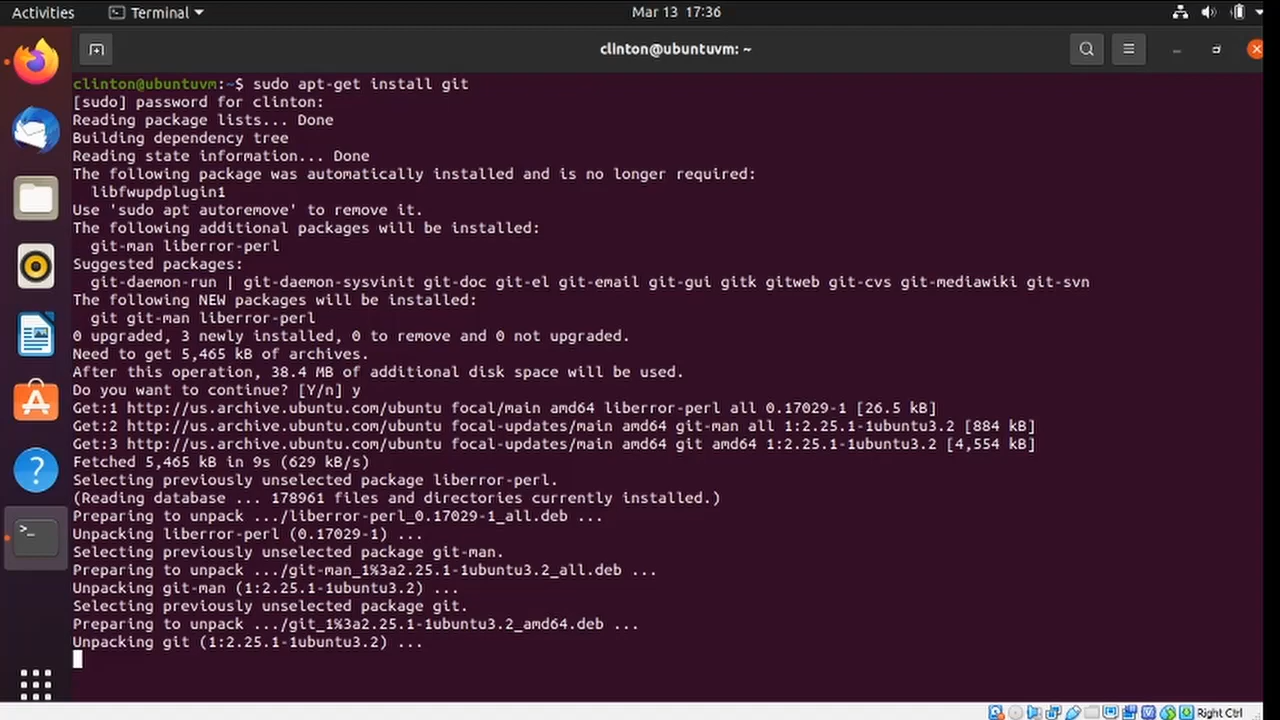 Activities Terminal Mar 13 17:36
clinton@ubuntuvm: ~
clinton@ubuntuvm:~$ sudo apt-get install git
[sudo] password for clinton:
Reading package lists... Done
Building dependency tree
Reading state information... Done
The following package was automatically installed and is no longer required:
  libfwupdplugin1
Use 'sudo apt autoremove' to remove it.
The following additional packages will be installed:
  git-man liberror-perl
Suggested packages:
  git-daemon-run | git-daemon-sysvinit git-doc git-el git-email git-gui gitk gitweb git-cvs git-mediawiki git-svn
The following NEW packages will be installed:
  git git-man liberror-perl
0 upgraded, 3 newly installed, 0 to remove and 0 not upgraded.
Need to get 5,465 kB of archives.
After this operation, 38.4 MB of additional disk space will be used.
Do you want to continue? [Y/n] y
Get:1 http://us.archive.ubuntu.com/ubuntu focal/main amd64 liberror-perl all 0.17029-1 [26.5 kB]
Get:2 http://us.archive.ubuntu.com/ubuntu focal-updates/main amd64 git-man all 1:2.25.1-1ubuntu3.2 [884 kB]
Get:3 http://us.archive.ubuntu.com/ubuntu focal-updates/main amd64 git amd64 1:2.25.1-1ubuntu3.2 [4,554 kB]
Fetched 5,465 kB in 9s (629 kB/s)
Selecting previously unselected package liberror-perl.
(Reading database ... 178961 files and directories currently installed.)
Preparing to unpack .../liberror-perl_0.17029-1_all.deb ...
Unpacking liberror-perl (0.17029-1) ...
Selecting previously unselected package git-man.
Preparing to unpack .../git-man_1%3a2.25.1-1ubuntu3.2_all.deb ...
Unpacking git-man (1:2.25.1-1ubuntu3.2) ...
Selecting previously unselected package git.
Preparing to unpack .../git_1%3a2.25.1-1ubuntu3.2_amd64.deb ...
Unpacking git (1:2.25.1-1ubuntu3.2) ...
Right Ctrl